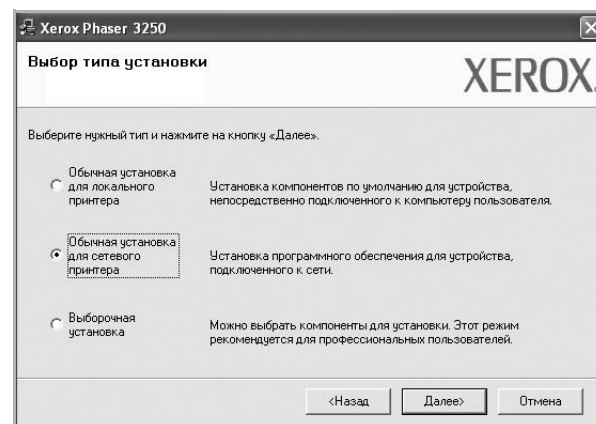 Xerox Phaser 3250
Выбор типа установки
XEROX.
Выберите нужный тип и нажмите на кнопку «Далее».
Обычная установка
для локального
принтера
Установка компонентов по умолчанию для устройства,
непосредственно подключенного к компьютеру пользователя.
Обычная установка
для сетевого
принтера
Установка программного обеспечения для устройства,
подключенного к сети.
Выборочная
установка
Можно выбрать компоненты для установки. Этот режим
рекомендуется для профессиональных пользователей.
<Назад
Далее>
Отмена